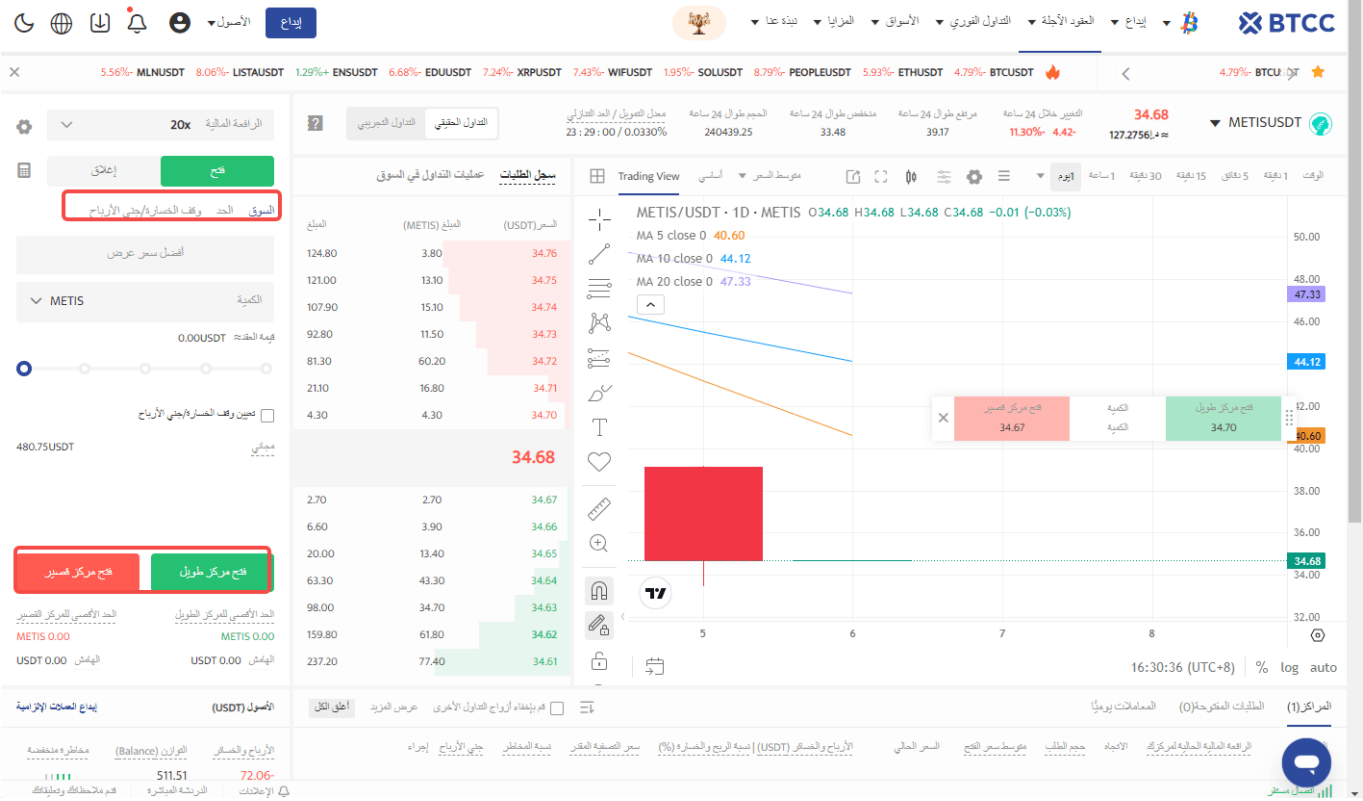 BTCC
إيداع
العقود الآجلة
التداول الفوري
الأسواق
المزايا
نبذة عنا
الأصول
إيداع
4.79%- BTCU
4.79%- BTCUSDT
5.93%- ETHUSDT
8.79%- PEOPLEUSDT
1.95%- SOLUSDT
7.43%- WIFUSDT
7.24%- XRPUSDT
6.68%- EDUUSDT
1.29%+ ENSUSDT
8.06%- LISTAUSDT
5.56%- MLNUSDT
METISUSDT
34.68
التغيير خلال 24 ساعة
11.30%- 4.42-
مرتفع طوال 24 ساعة
39.17
منخفض طوال 24 ساعة
33.48
الحجم طوال 24 ساعة
240439.25
معدل التمويل / العد التنازلي
23:29:00 / 0.0330%
التداول الحقيقي
التداول التجريبي
الرافعة المالية 20x
فتح
إغلاق
السوق
الحد
وقف الخسارة/جني الأرباح
أفضل سعر عرض
الكمية METIS
قيمة العقد≈ 0.00USDT
تعيين وقف الخسارة/جني الأرباح
مجاني
480.75USDT
فتح مركز طويل
فتح مركز قصير
الحد الأقصى للمركز الطويل
METIS 0.00
الهامش USDT 0.00
الحد الأقصى للمركز القصير
METIS 0.00
الهامش USDT 0.00
سجل الطلبات
عمليات التداول في السوق
السعر(USDT) المبلغ (METIS) المبلغ
34.76 3.80 124.80
34.75 13.10 121.00
34.74 15.10 107.90
34.73 11.50 92.80
34.72 60.20 81.30
34.71 16.80 21.10
34.70 4.30 4.30
34.68
34.67 2.70 2.70
34.66 3.90 6.60
34.65 13.40 20.00
34.64 43.30 63.30
34.63 34.70 98.00
34.62 61.80 159.80
34.61 77.40 237.20
الوقت
1 دقيقة
5 دقائق
15 دقيقة
30 دقيقة
1 ساعة
1يوم
متوسط السعر
أساسي
Trading View
METIS/USDT · 1D · METIS O34.68 H34.68 L34.68 C34.68 −0.01 (−0.03%)
MA 5 close 0 40.60
MA 10 close 0 44.12
MA 20 close 0 47.33
50.00
48.00
47.33
46.00
44.12
42.00
40.60
40.00
38.00
36.00
34.68
34.00
32.00
فتح مركز طويل
34.70
الكمية
الكمية
فتح مركز قصير
34.67
5 6 7 8
16:30:36 (UTC+8) % log auto
المراكز(1)
الطلبات المفتوحة(0)
المعاملات يوميًا
قم بإخفاء أزواج التداول الأخرى
عرض المزيد
أغلق الكل
الرافعة المالية الحالية لمركزك
الاتجاه
حجم الطلب
متوسط سعر الفتح
السعر الحالي
الأرباح والخسائر (USDT) | نسبة الربح والخسارة (%)
سعر التصفية المقدر
نسبة المخاطر
جني الأرباح
إجراء
الأصول (USDT)
إيداع العملات الإلزامية
الأرباح والخسائر
72.06-
التوازن (Balance)
511.51
مخاطرة منخفضة
اتصال مستقر
الإعلانات
الدردشة المباشرة
قدم ملاحظاتك وتعليقاتك